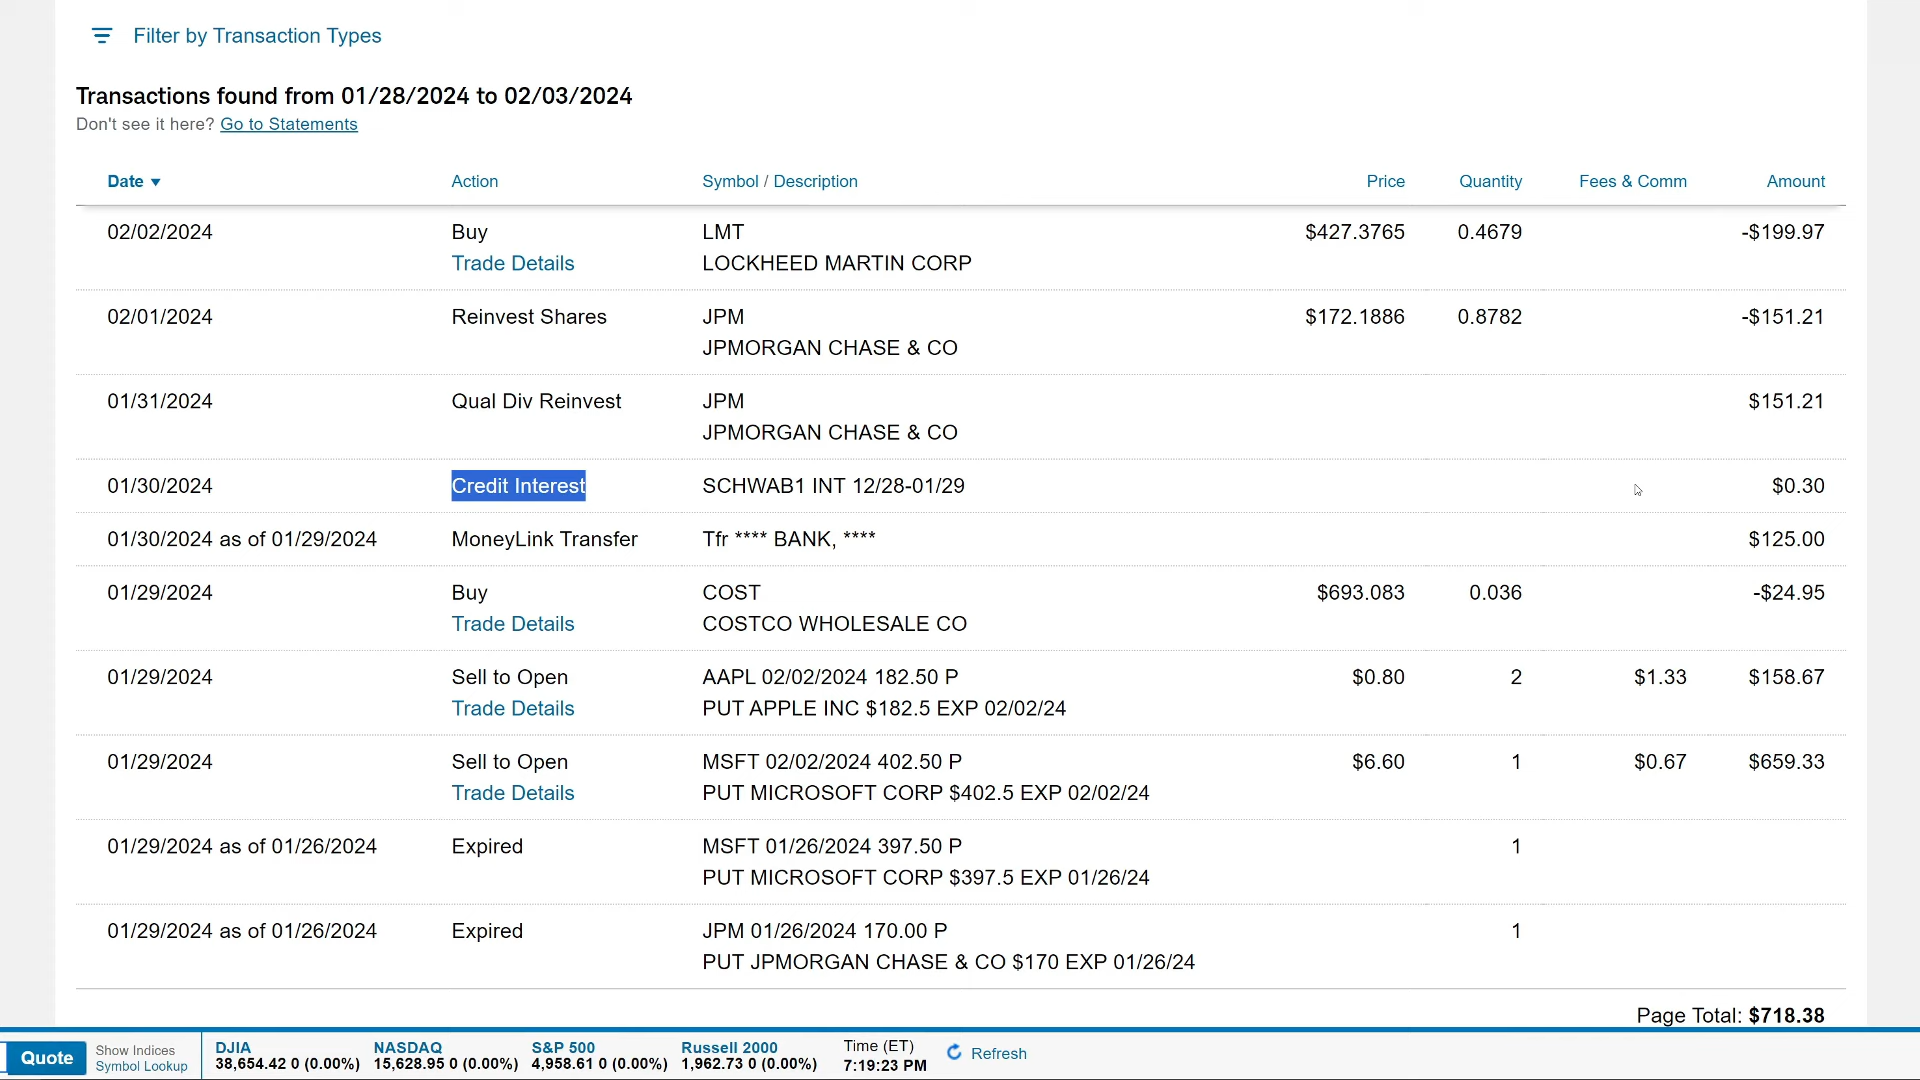 Filter by Transaction Types
Transactions found from 01/28/2024 to 02/03/2024
Don't see it here? Go to Statements
Date ▼ Action Symbol / Description Price Quantity Fees & Comm Amount
02/02/2024 Buy LMT $427.3765 0.4679 -$199.97
Trade Details LOCKHEED MARTIN CORP
02/01/2024 Reinvest Shares JPM $172.1886 0.8782 -$151.21
JPMORGAN CHASE & CO
01/31/2024 Qual Div Reinvest JPM $151.21
JPMORGAN CHASE & CO
01/30/2024 Credit Interest SCHWAB1 INT 12/28-01/29 $0.30
01/30/2024 as of 01/29/2024 MoneyLink Transfer Tfr **** BANK, **** $125.00
01/29/2024 Buy COST $693.083 0.036 -$24.95
Trade Details COSTCO WHOLESALE CO
01/29/2024 Sell to Open AAPL 02/02/2024 182.50 P $0.80 2 $1.33 $158.67
Trade Details PUT APPLE INC $182.5 EXP 02/02/24
01/29/2024 Sell to Open MSFT 02/02/2024 402.50 P $6.60 1 $0.67 $659.33
Trade Details PUT MICROSOFT CORP $402.5 EXP 02/02/24
01/29/2024 as of 01/26/2024 Expired MSFT 01/26/2024 397.50 P 1
PUT MICROSOFT CORP $397.5 EXP 01/26/24
01/29/2024 as of 01/26/2024 Expired JPM 01/26/2024 170.00 P 1
PUT JPMORGAN CHASE & CO $170 EXP 01/26/24
Page Total: $718.38
Quote Show Indices DJIA NASDAQ S&P 500 Russell 2000 Time (ET) Refresh
Symbol Lookup 38,654.42 0 (0.00%) 15,628.95 0 (0.00%) 4,958.61 0 (0.00%) 1,962.73 0 (0.00%) 7:19:23 PM